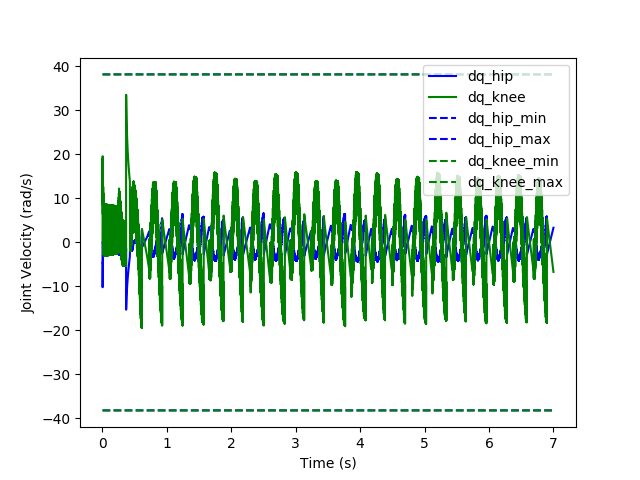 40
30
20
10
0
−10
−20
−30
−40
Joint Velocity (rad/s)
dq_hip
dq_knee
dq_hip_min
dq_hip_max
dq_knee_min
dq_knee_max
0 1 2 3 4 5 6 7
Time (s)